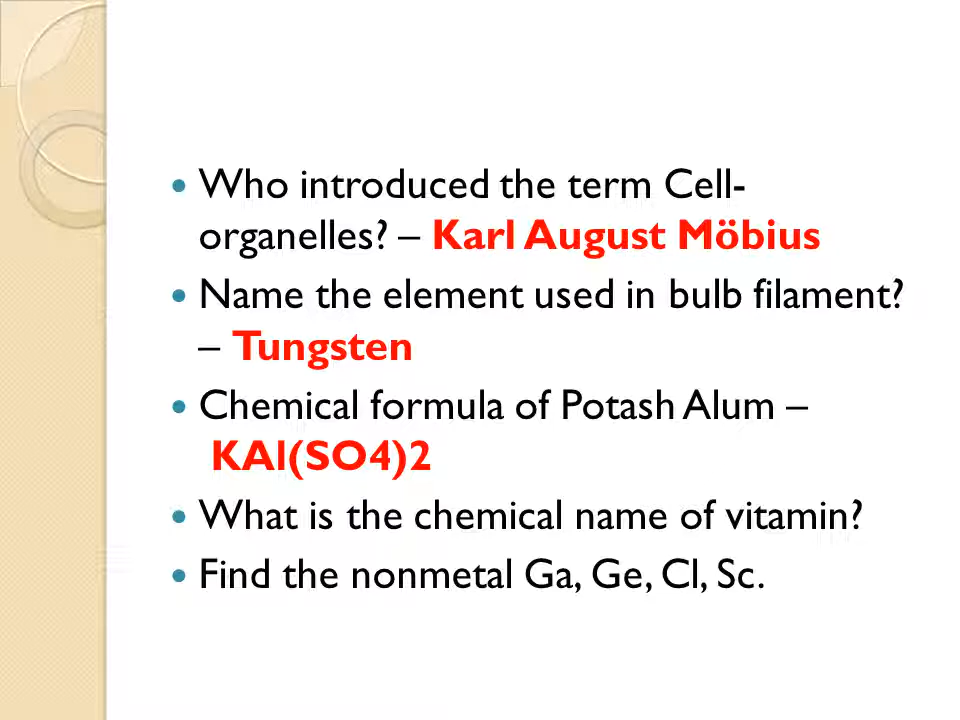 Who introduced the term Cell-
organelles? – Karl August Möbius
Name the element used in bulb filament?
– Tungsten
Chemical formula of Potash Alum –
KAl(SO4)2
What is the chemical name of vitamin?
Find the nonmetal Ga, Ge, Cl, Sc.